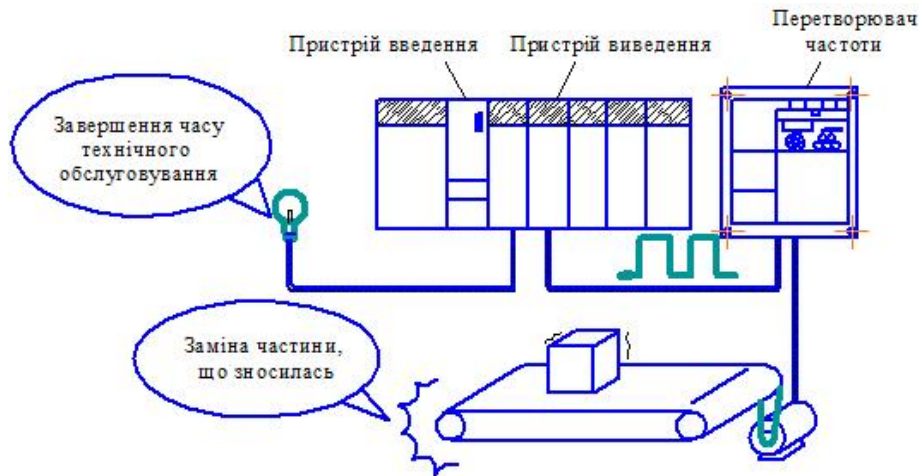 Пристрій введення
Пристрій виведення
Перетворювач
частоти
Завершення часу
технічного
обслуговування
Заміна частини,
що зносилась